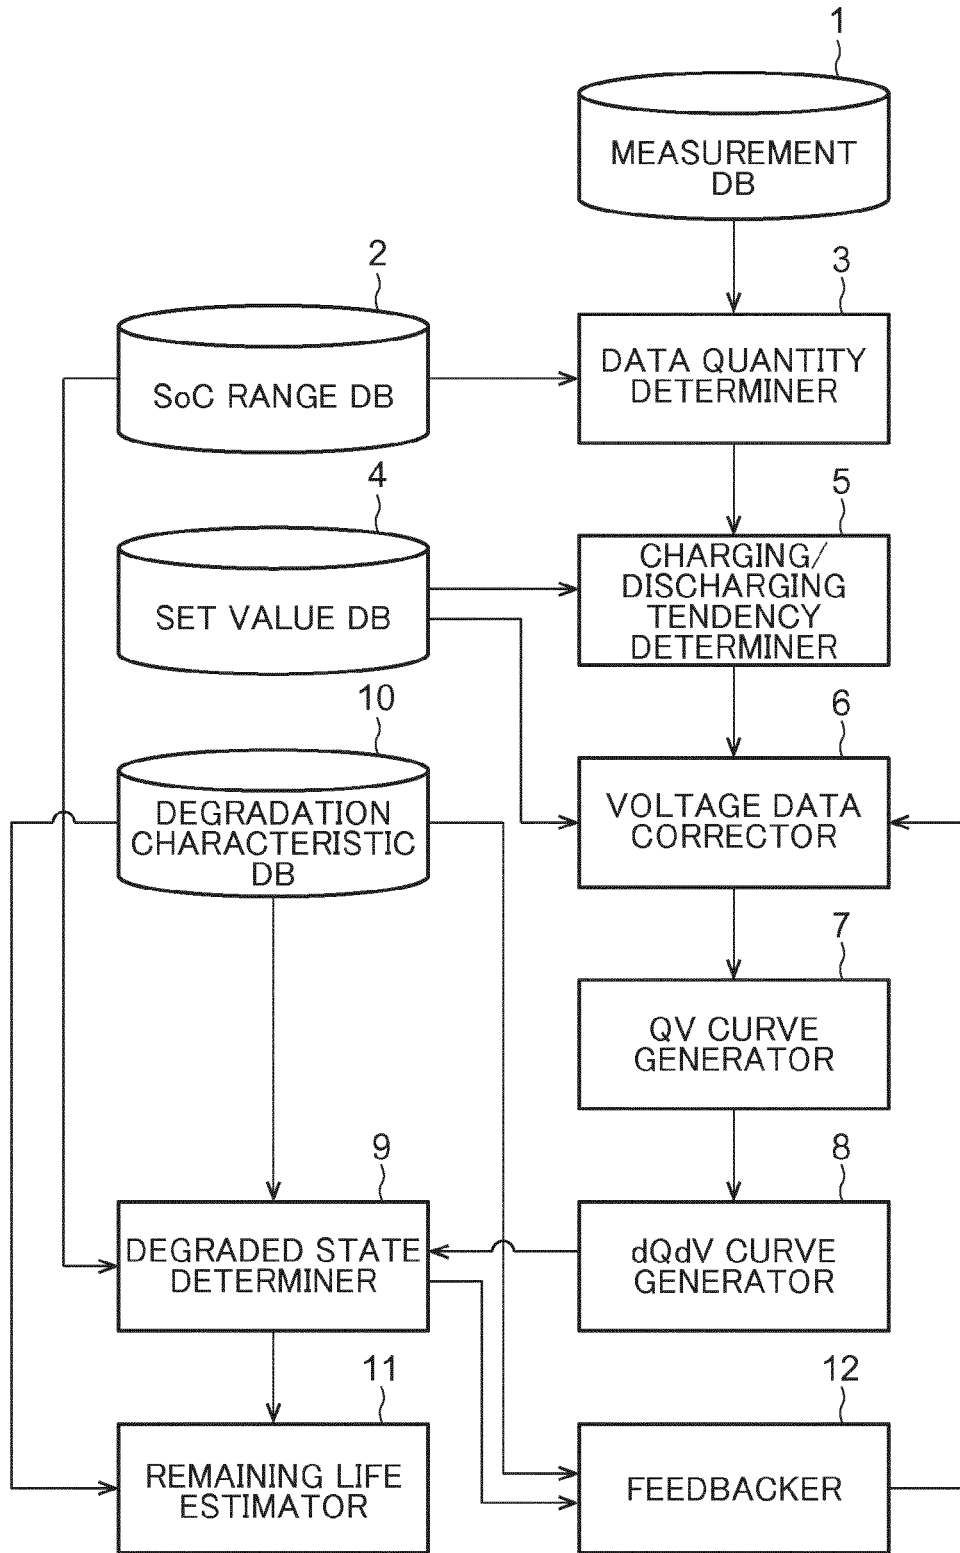 1
MEASUREMENT
DB
2
SoC RANGE DB
3
DATA QUANTITY
DETERMINER
4
SET VALUE DB
5
CHARGING/
DISCHARGING
TENDENCY
DETERMINER
10
DEGRADATION
CHARACTERISTIC
DB
6
VOLTAGE DATA
CORRECTOR
7
QV CURVE
GENERATOR
9
DEGRADED STATE
DETERMINER
8
dQdV CURVE
GENERATOR
11
REMAINING LIFE
ESTIMATOR
12
FEEDBACKER